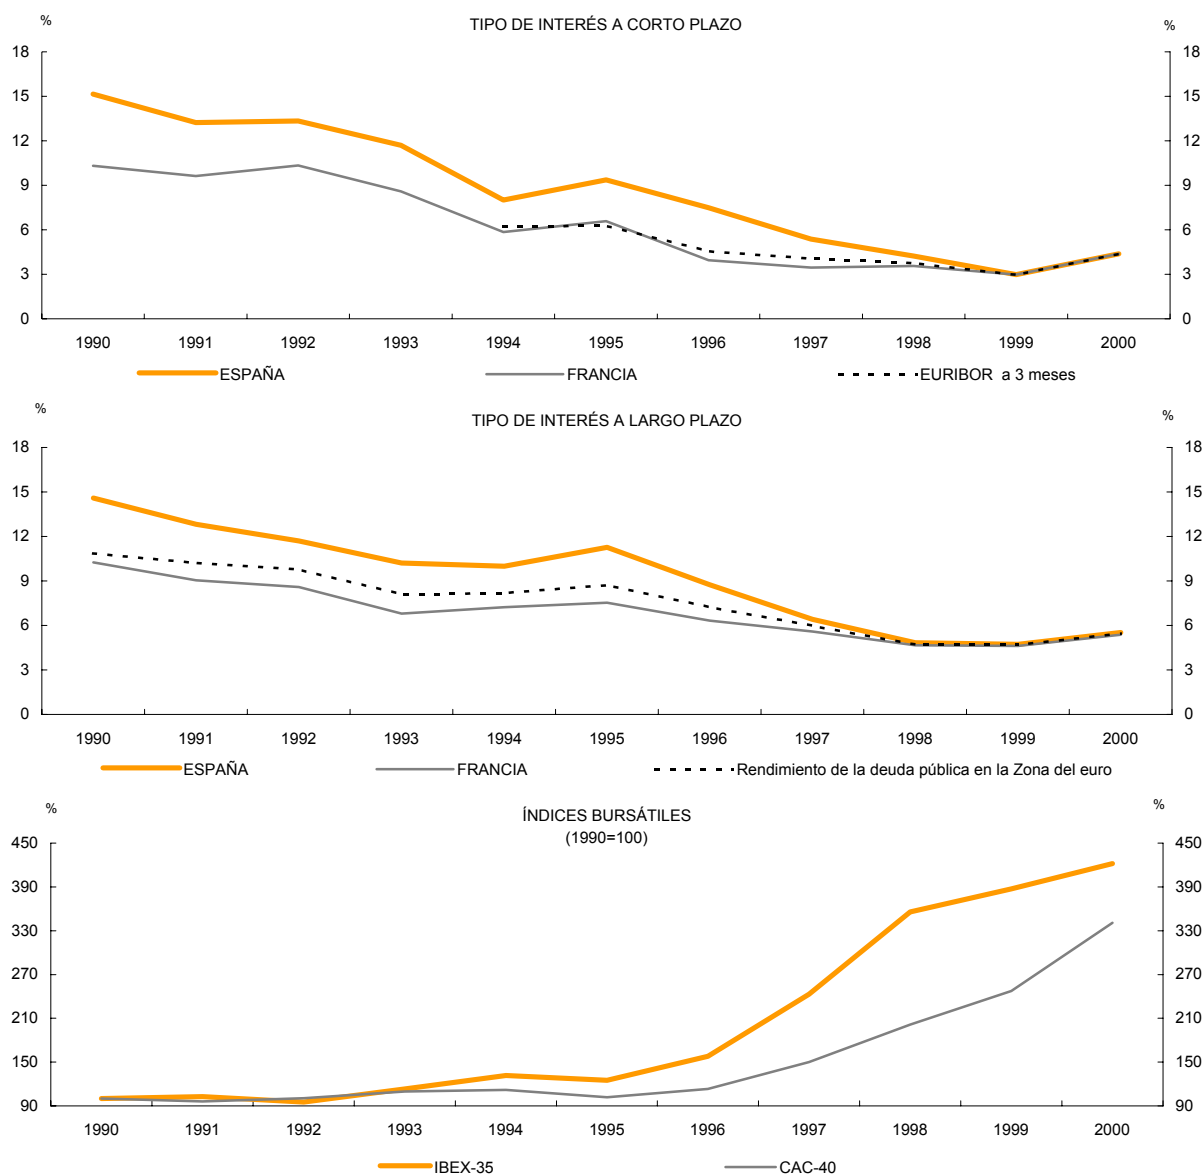 TIPO DE INTERÉS A CORTO PLAZO
% %
18 18
15 15
12 12
9 9
6 6
3 3
0 0
1990 1991 1992 1993 1994 1995 1996 1997 1998 1999 2000
ESPAÑA FRANCIA EURIBOR a 3 meses
TIPO DE INTERÉS A LARGO PLAZO
% %
18 18
15 15
12 12
9 9
6 6
3 3
0 0
1990 1991 1992 1993 1994 1995 1996 1997 1998 1999 2000
ESPAÑA FRANCIA Rendimiento de la deuda pública en la Zona del euro
ÍNDICES BURSÁTILES
(1990=100)
% %
450 450
390 390
330 330
270 270
210 210
150 150
90 90
1990 1991 1992 1993 1994 1995 1996 1997 1998 1999 2000
IBEX-35 CAC-40